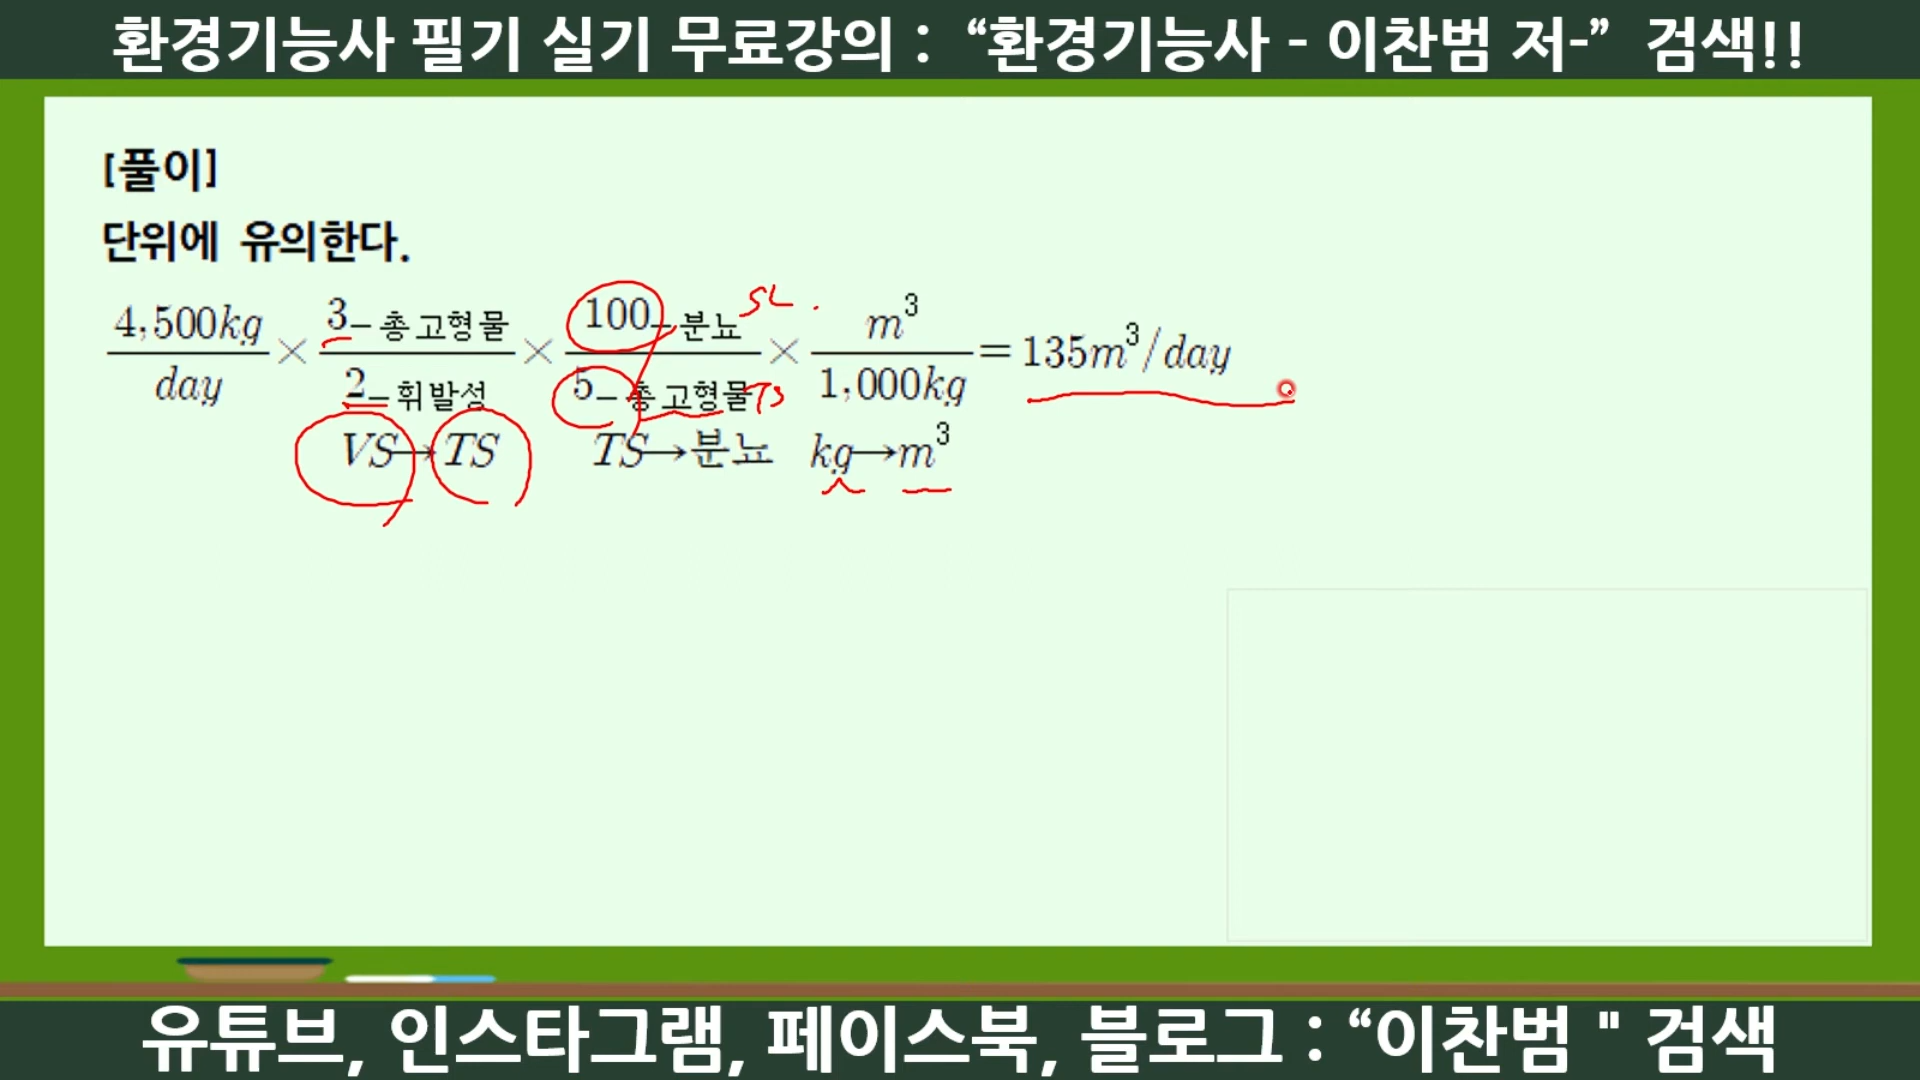 환경기능사 필기 실기 무료강의 : “환경기능사 - 이찬범 저-” 검색!!
[풀이]
단위에 유의한다.
4,500kg/day × 3-총고형물/2-휘발성 × 100-분뇨/5-총고형물 × m³/1,000kg = 135m³/day
SL
TS
VS→TS TS→분뇨 kg→m³
유튜브, 인스타그램, 페이스북, 블로그 : “이찬범 " 검색